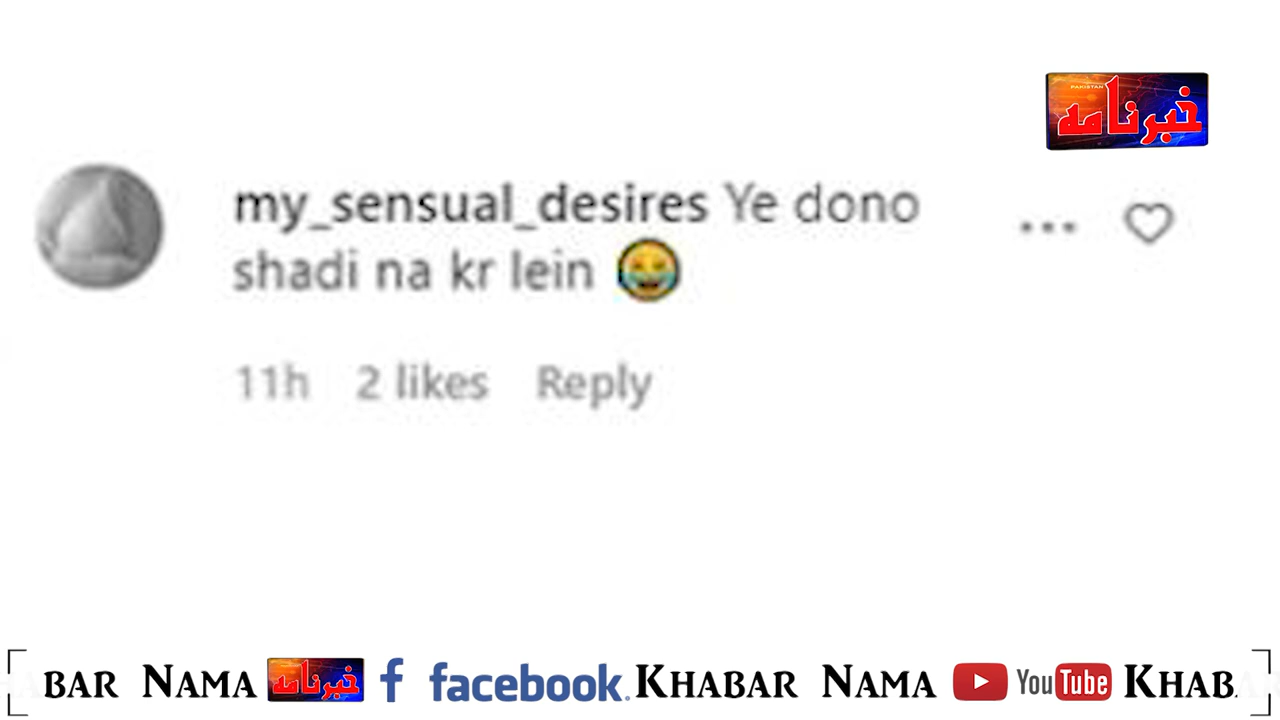 PAKISTAN
خبرنامہ
my_sensual_desires Ye dono
shadi na kr lein 😂
11h 2 likes Reply
BAR NAMA خبرنامہ f facebook. KHABAR NAMA YouTube KHAB